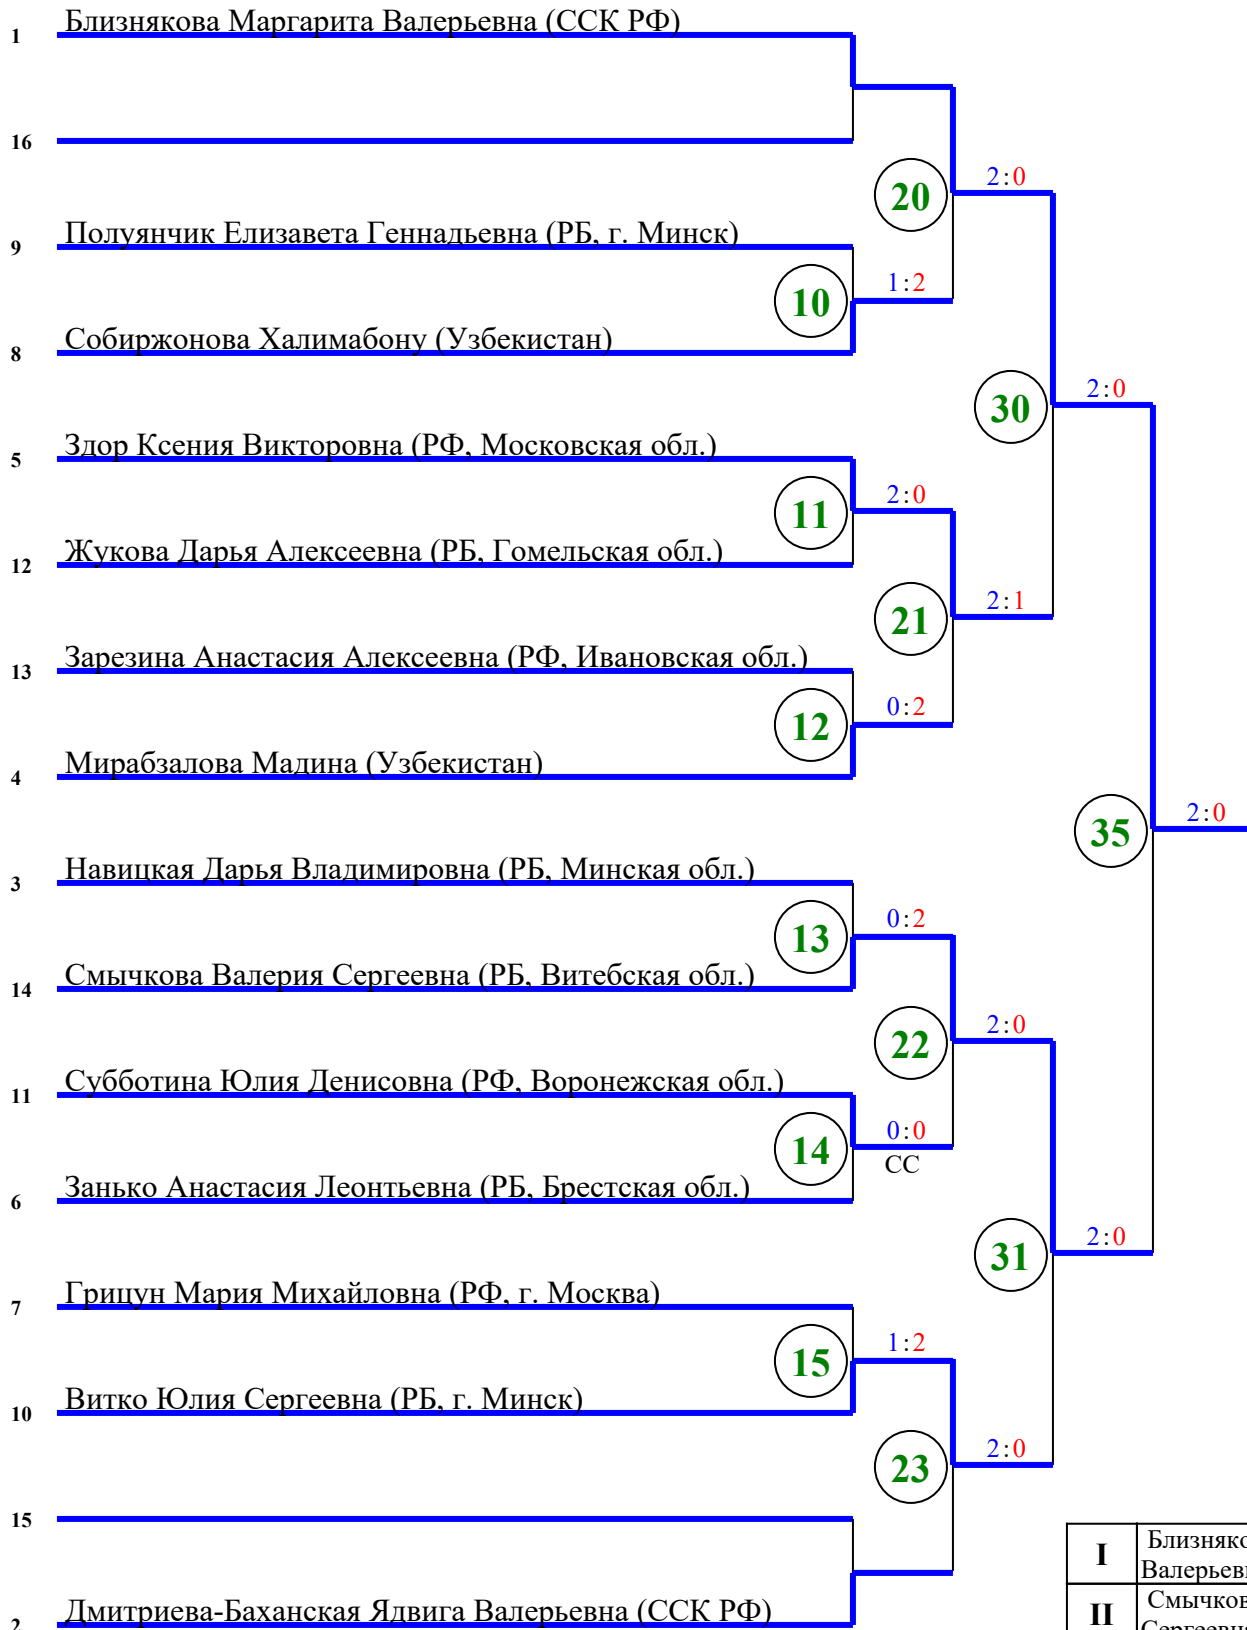 Близнякова Маргарита Валерьевна (ССК РФ)
1
16
2:0
20
Полуянчик Елизавета Геннадьевна (РБ, г. Минск)
9
1:2
10
Собиржонова Халимабону (Узбекистан)
8
2:0
30
Здор Ксения Викторовна (РФ, Московская обл.)
5
2:0
11
Жукова Дарья Алексеевна (РБ, Гомельская обл.)
12
2:1
21
Зарезина Анастасия Алексеевна (РФ, Ивановская обл.)
13
0:2
12
Мирабзалова Мадина (Узбекистан)
4
2:0
35
Навицкая Дарья Владимировна (РБ, Минская обл.)
3
0:2
13
Смычкова Валерия Сергеевна (РБ, Витебская обл.)
14
2:0
22
Субботина Юлия Денисовна (РФ, Воронежская обл.)
11
0:0
14
СС
Занько Анастасия Леонтьевна (РБ, Брестская обл.)
6
2:0
31
Грицун Мария Михайловна (РФ, г. Москва)
7
1:2
15
Витко Юлия Сергеевна (РБ, г. Минск)
10
2:0
23
15
I
Близняко
Валерьевн
Дмитриева-Баханская Ядвига Валерьевна (ССК РФ)
2
II
Смычков
Сергеевна